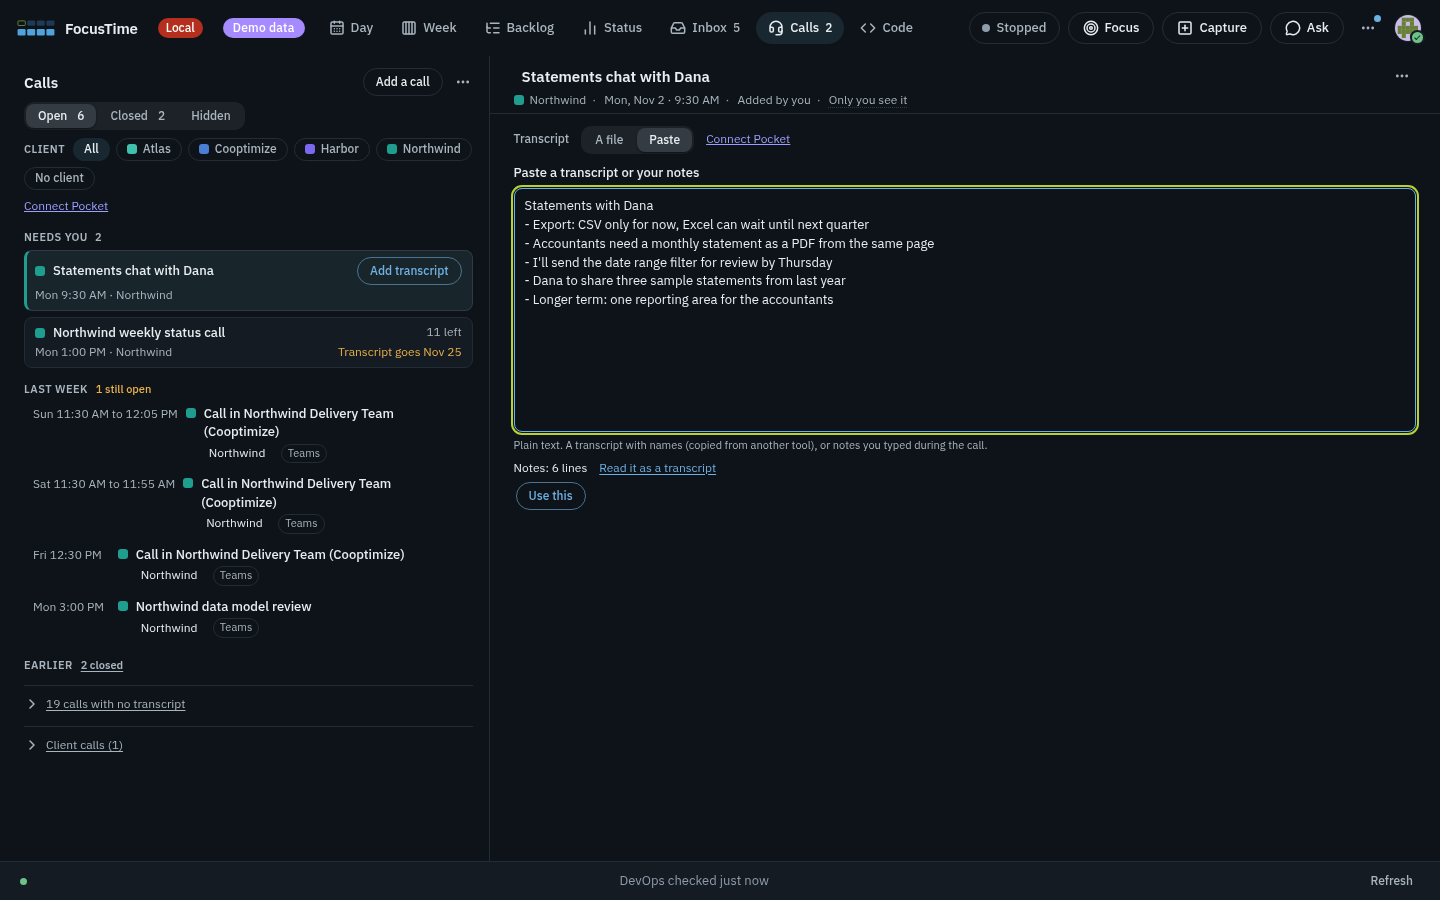 FocusTime
Local
Demo data
Day
Week
Backlog
Status
Inbox 5
Calls 2
Code
Stopped
Focus
Capture
Ask
Calls
Add a call
Open 6
Closed 2
Hidden
CLIENT
All
Atlas
Cooptimize
Harbor
Northwind
No client
Connect Pocket
NEEDS YOU 2
Statements chat with Dana
Add transcript
Mon 9:30 AM · Northwind
Northwind weekly status call
11 left
Mon 1:00 PM · Northwind
Transcript goes Nov 25
LAST WEEK 1 still open
Sun 11:30 AM to 12:05 PM
Call in Northwind Delivery Team
(Cooptimize)
Northwind
Teams
Sat 11:30 AM to 11:55 AM
Call in Northwind Delivery Team
(Cooptimize)
Northwind
Teams
Fri 12:30 PM
Call in Northwind Delivery Team (Cooptimize)
Northwind
Teams
Mon 3:00 PM
Northwind data model review
Northwind
Teams
EARLIER 2 closed
19 calls with no transcript
Client calls (1)
Statements chat with Dana
Northwind · Mon, Nov 2 · 9:30 AM · Added by you · Only you see it
Transcript
A file
Paste
Connect Pocket
Paste a transcript or your notes
Statements with Dana
- Export: CSV only for now, Excel can wait until next quarter
- Accountants need a monthly statement as a PDF from the same page
- I'll send the date range filter for review by Thursday
- Dana to share three sample statements from last year
- Longer term: one reporting area for the accountants
Plain text. A transcript with names (copied from another tool), or notes you typed during the call.
Notes: 6 lines
Read it as a transcript
Use this
DevOps checked just now
Refresh